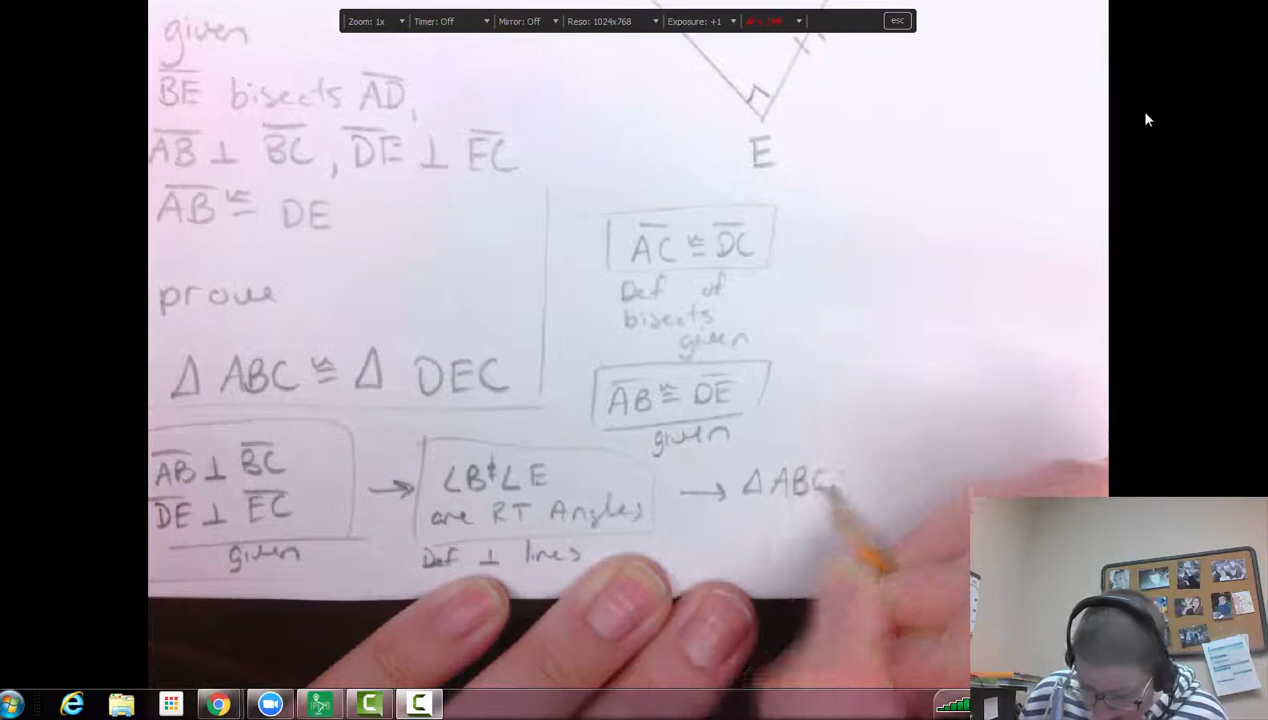 Zoom: 1x Timer: Off Mirror: Off Reso: 1024x768 Exposure: +1 esc
given
BE bisects AD,
AB ⊥ BC, DE ⊥ EC
AB ≅ DE
prove
Δ ABC ≅ Δ DEC
E
AC ≅ DC
Def of
bisects
given
AB ≅ DE
given
AB ⊥ BC
DE ⊥ EC
given
→ ∠B & ∠E
are RT Angles
Def ⊥ lines
→ Δ ABC